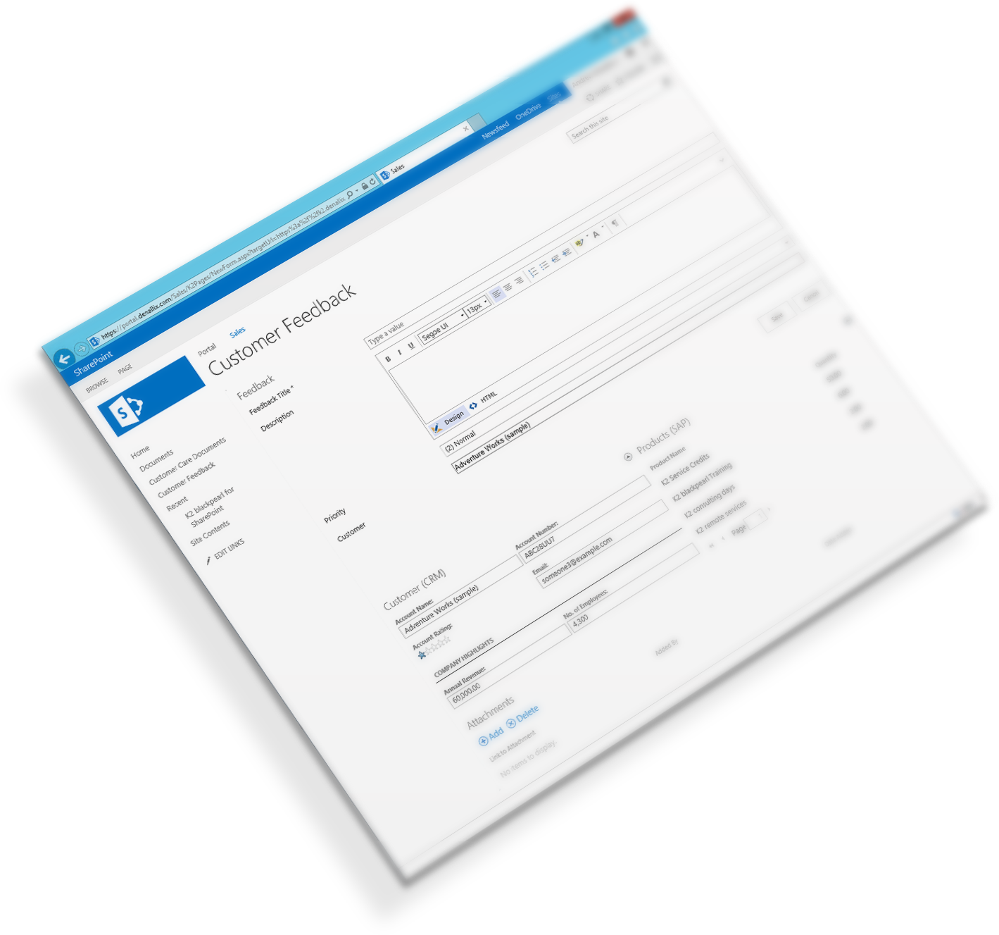 https://portal.denallix.com/Sales/K2Pages/NewForm.aspx?targetUrl=https%3a%2f%2fk2.denallix
Sales
SharePoint
Newsfeed OneDrive Sites
BROWSE PAGE
Portal Sales
Search this site
Customer Feedback
S
Home
Documents
Customer Care Documents
Customer Feedback
Recent
K2 blackpearl for
SharePoint
Site Contents
EDIT LINKS
Feedback
Feedback Title *
Type a value
Description
B I U Segoe UI 13px
Design HTML
Priority
(2) Normal
Customer
Adventure Works (sample)
Customer (CRM)
Account Name:
Adventure Works (sample)
Account Number:
ABC28UU7
Account Rating:
Email:
someone3@example.com
COMPANY HIGHLIGHTS
Annual Revenue:
60,000.00
No. of Employees:
4,300
Products (SAP)
Product Name
K2 Service Credits
K2 blackpearl Training
K2 consulting days
K2 remote services
Page
Attachments
Add Delete
Link to Attachment
Added By
No items to display.